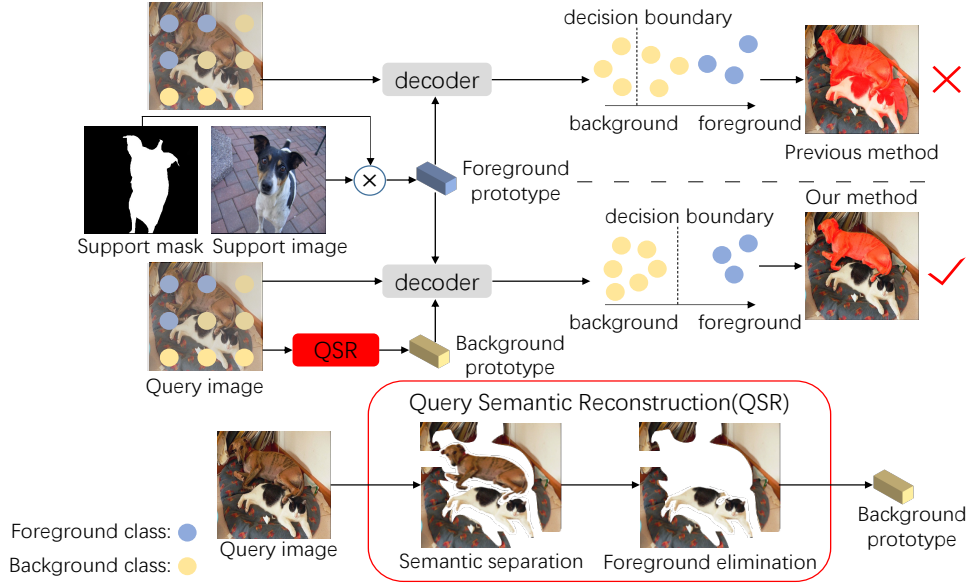 decision boundary
decoder
background
foreground
Previous method
Foreground
prototype
Support mask
Support image
Our method
decision boundary
decoder
background
foreground
QSR
Background
prototype
Query image
Query Semantic Reconstruction(QSR)
Foreground class:
Background class:
Query image
Semantic separation
Foreground elimination
Background
prototype